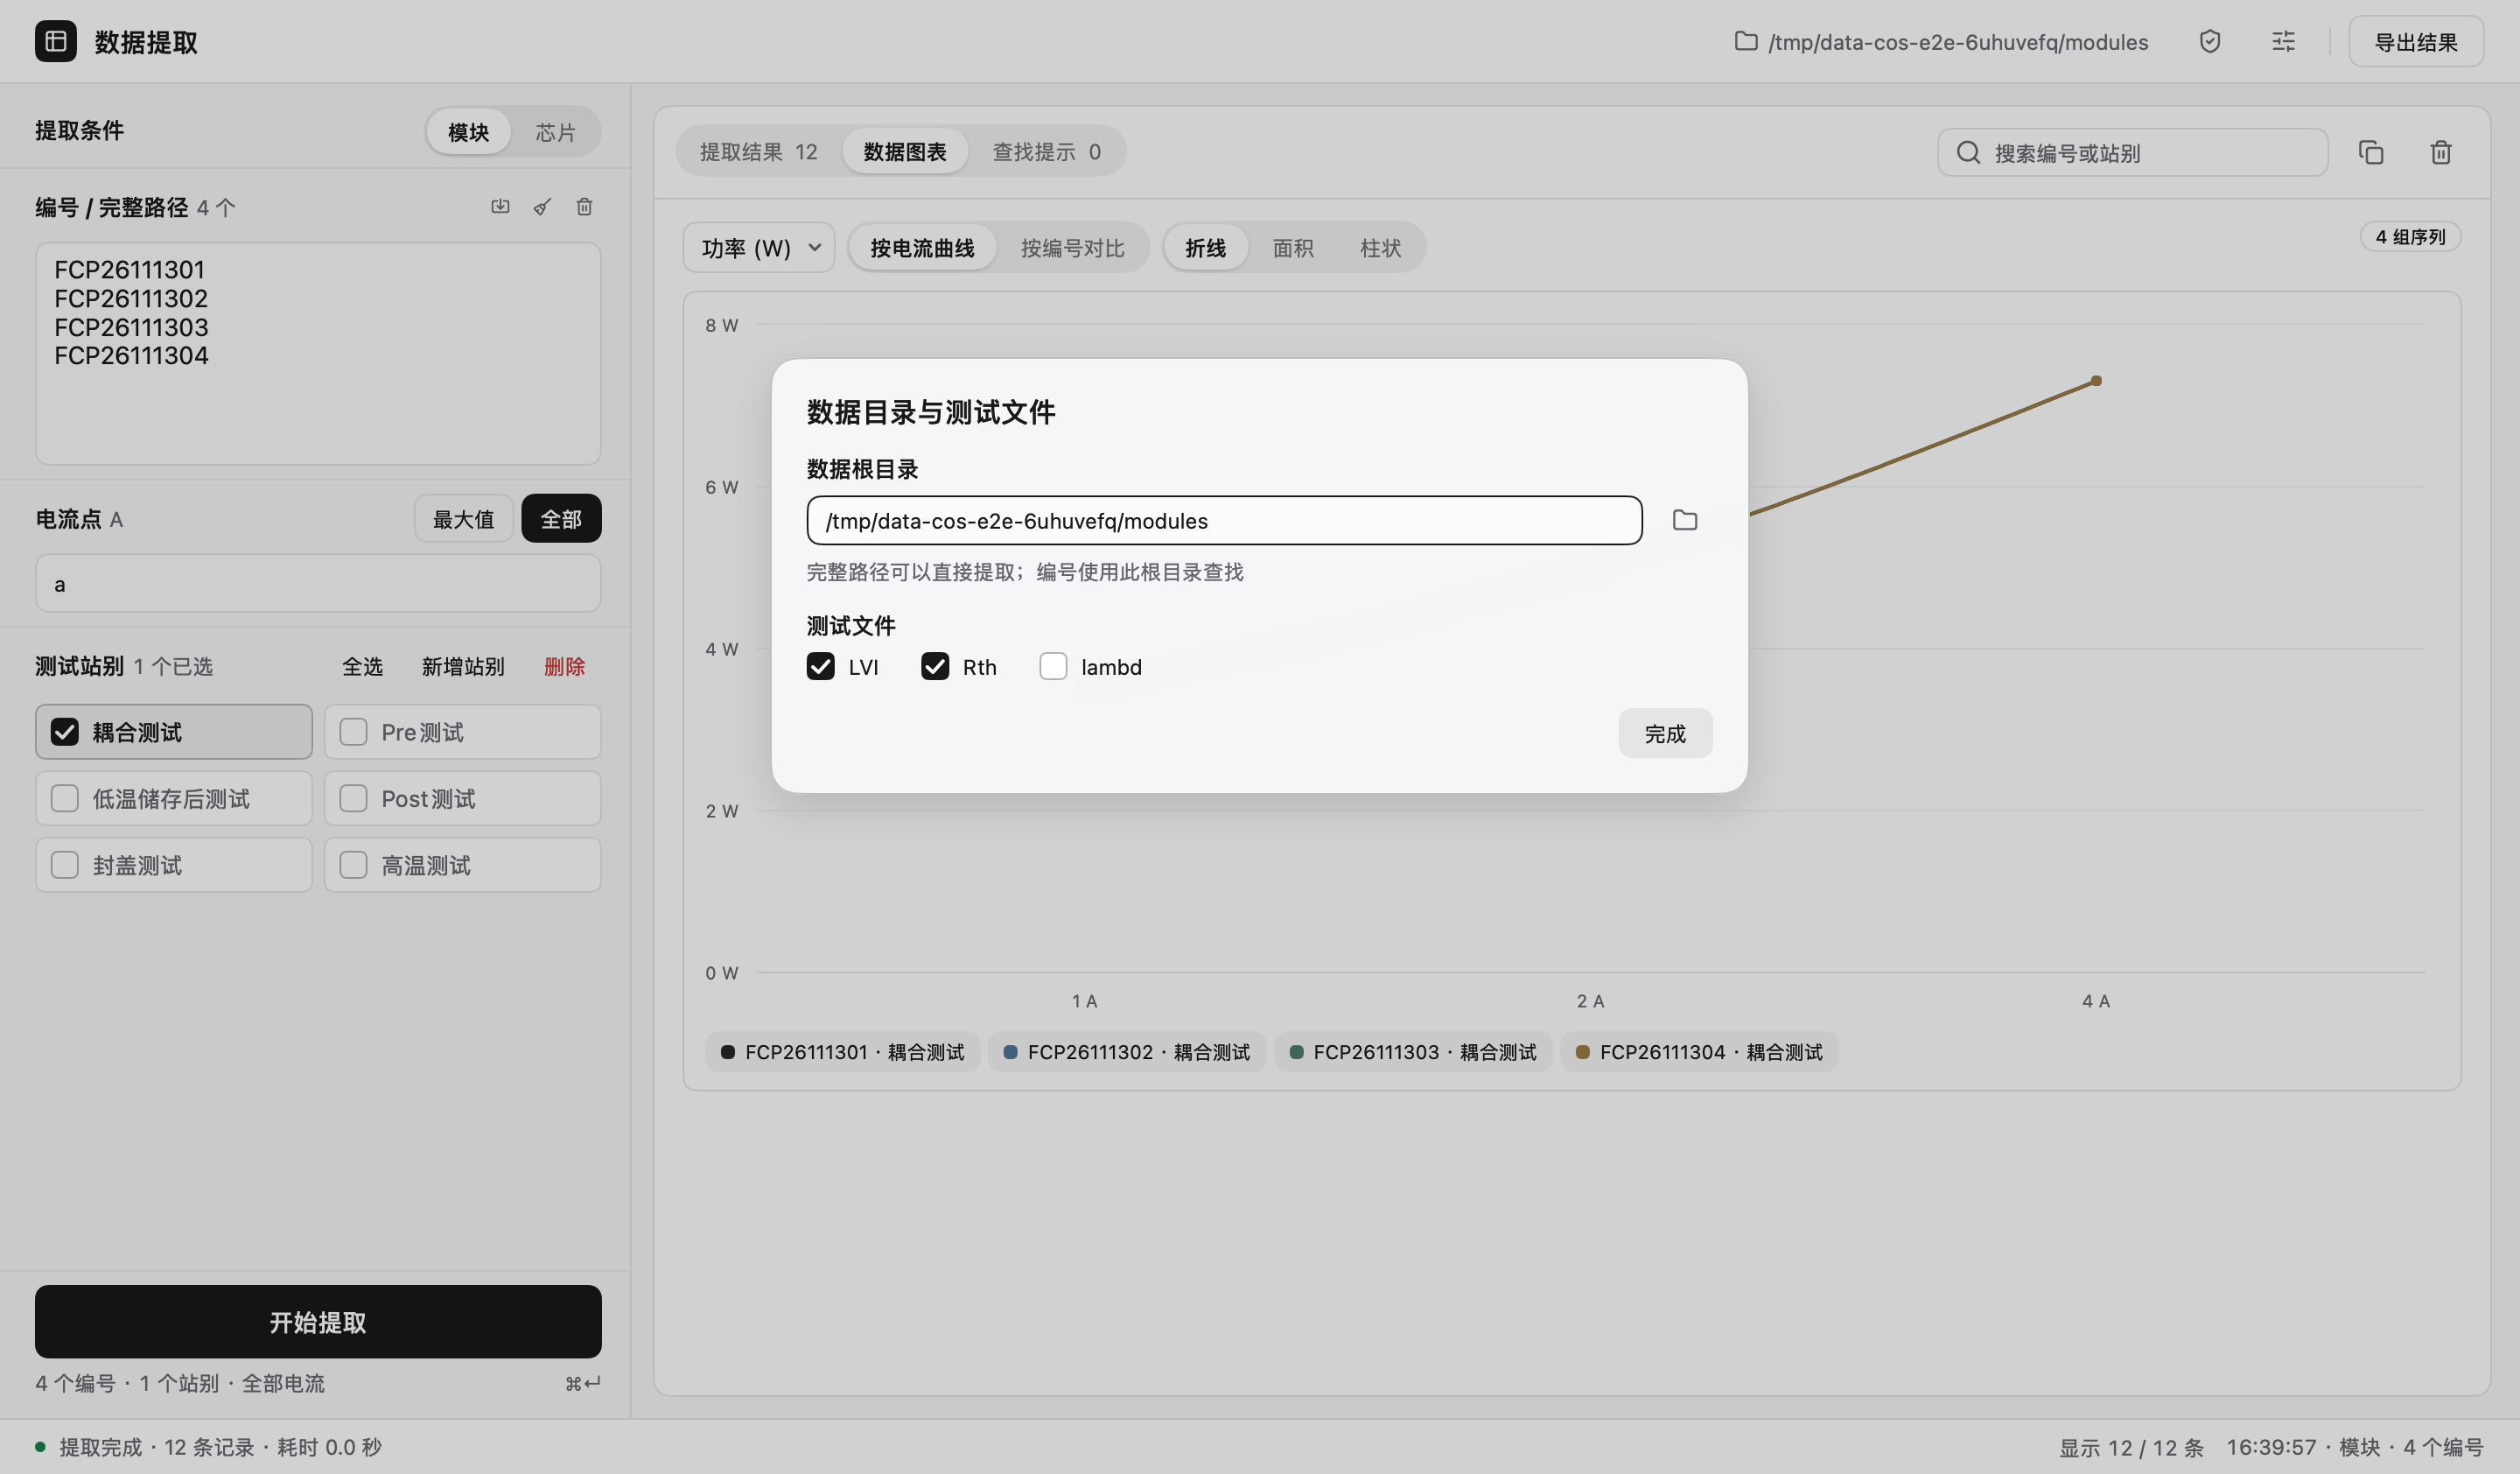 数据提取
/tmp/data-cos-e2e-6uhuvefq/modules
导出结果
提取条件
模块 芯片
编号 / 完整路径 4 个
FCP26111301
FCP26111302
FCP26111303
FCP26111304
电流点 A
最大值 全部
a
测试站别 1 个已选
全选 新增站别 删除
耦合测试 Pre测试
低温储存后测试 Post测试
封盖测试 高温测试
开始提取
4 个编号 · 1 个站别 · 全部电流 ⌘↵
提取结果 12 数据图表 查找提示 0
搜索编号或站别
功率 (W) 按电流曲线 按编号对比 折线 面积 柱状
4 组序列
8 W
6 W
4 W
2 W
0 W
1 A 2 A 4 A
FCP26111301 · 耦合测试 FCP26111302 · 耦合测试 FCP26111303 · 耦合测试 FCP26111304 · 耦合测试
数据目录与测试文件
数据根目录
/tmp/data-cos-e2e-6uhuvefq/modules
完整路径可以直接提取；编号使用此根目录查找
测试文件
LVI Rth lambd
完成
提取完成 · 12 条记录 · 耗时 0.0 秒
显示 12 / 12 条 16:39:57 · 模块 · 4 个编号